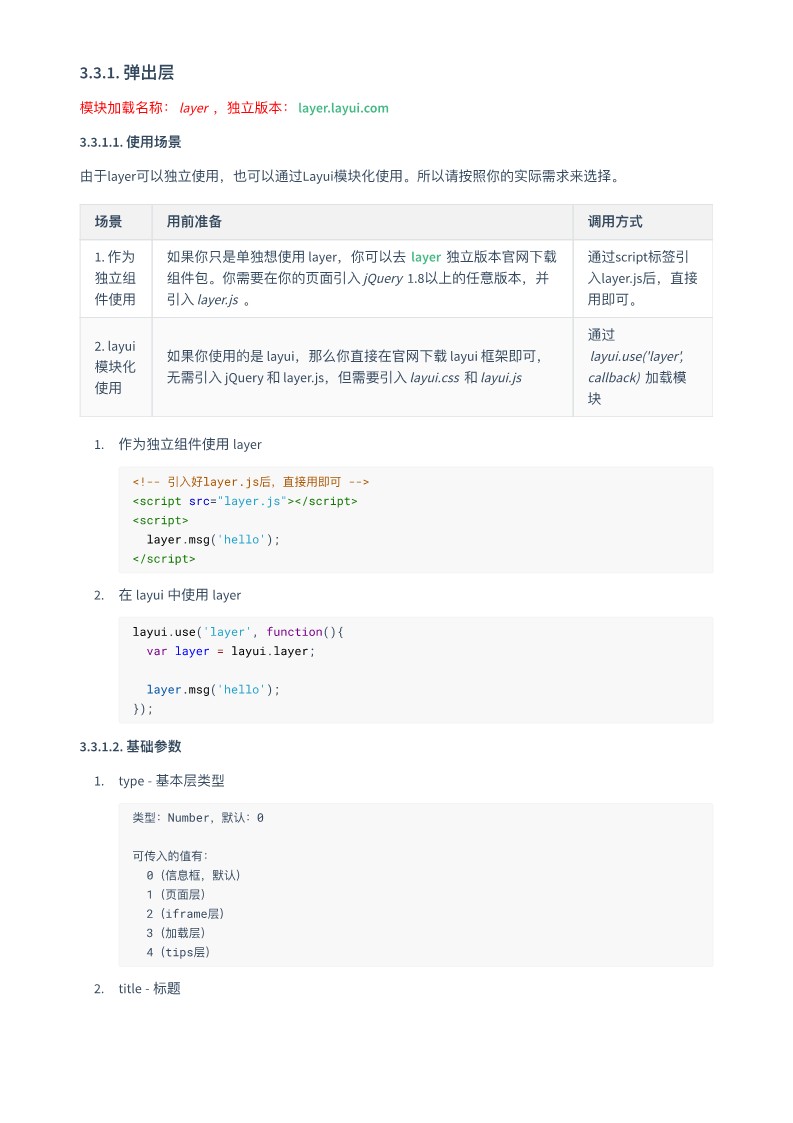 3.3.1. 弹出层
模块加载名称： layer ，独立版本： layer.layui.com
3.3.1.1. 使用场景
由于layer可以独立使用，也可以通过Layui模块化使用。所以请按照你的实际需求来选择。
场景 用前准备 调用方式
1. 作为
独立组
件使用
如果你只是单独想使用 layer，你可以去 layer 独立版本官网下载
组件包。你需要在你的页面引入 jQuery 1.8以上的任意版本，并
引入 layer.js 。
通过script标签引
入layer.js后，直接
用即可。
2. layui
模块化
使用
如果你使用的是 layui，那么你直接在官网下载 layui 框架即可，
无需引入 jQuery 和 layer.js，但需要引入 layui.css 和 layui.js
通过
layui.use('layer',
callback) 加载模
块
1. 作为独立组件使用 layer
<!-- 引入好layer.js后，直接用即可 -->
<script src="layer.js"></script>
<script>
  layer.msg('hello');
</script>
2. 在 layui 中使用 layer
layui.use('layer', function(){
  var layer = layui.layer;
  layer.msg('hello');
});
3.3.1.2. 基础参数
1. type - 基本层类型
类型：Number，默认：0
可传入的值有：
  0（信息框，默认）
  1（页面层）
  2（iframe层）
  3（加载层）
  4（tips层）
2. title - 标题